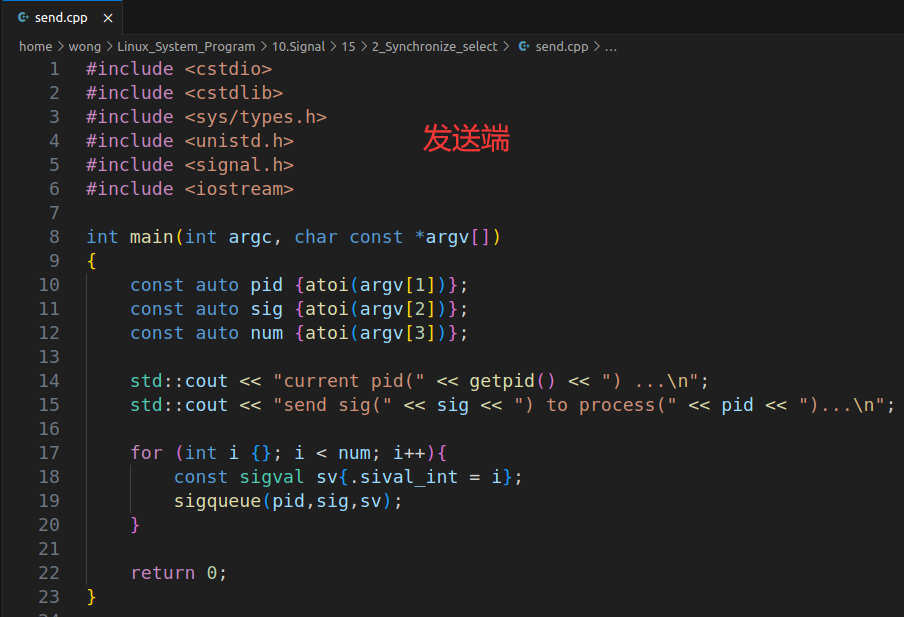 send.cpp ×
home > wong > Linux_System_Program > 10.Signal > 15 > 2_Synchronize_select > send.cpp > ...
1 #include <cstdio>
2 #include <cstdlib>
3 #include <sys/types.h>
4 #include <unistd.h>
发送端
5 #include <signal.h>
6 #include <iostream>
7
8 int main(int argc, char const *argv[])
9 {
10     const auto pid {atoi(argv[1])};
11     const auto sig {atoi(argv[2])};
12     const auto num {atoi(argv[3])};
13
14     std::cout << "current pid(" << getpid() << ") ...\n";
15     std::cout << "send sig(" << sig << ") to process(" << pid << ")...\n";
16
17     for (int i {}; i < num; i++){
18         const sigval sv{.sival_int = i};
19         sigqueue(pid,sig,sv);
20     }
21
22     return 0;
23 }
24